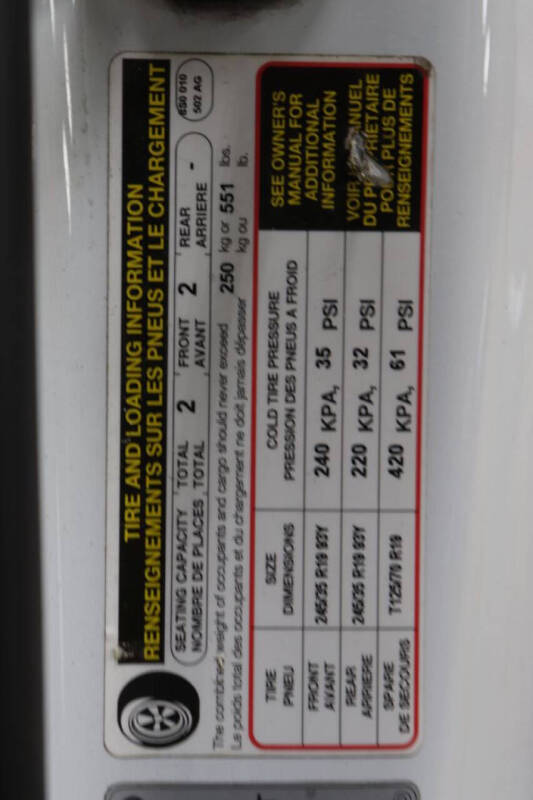 TIRE AND LOADING INFORMATION
RENSEIGNEMENTS SUR LES PNEUS ET LE CHARGEMENT
SEATING CAPACITY TOTAL 2 FRONT 2 REAR -
NOMBRE DE PLACES TOTAL AVANT ARRIERE
8S0 010
502 AG
The combined weight of occupants and cargo should never exceed 250 kg or 551 lbs.
Le poids total des occupants et du chargement ne doit jamais dépasser kg ou lb.
TIRE SIZE COLD TIRE PRESSURE
PNEU DIMENSIONS PRESSION DES PNEUS A FROID
FRONT 245/35 R19 93Y 240 KPA, 35 PSI
AVANT
REAR 245/35 R19 93Y 220 KPA, 32 PSI
ARRIERE
SPARE T125/70 R19 420 KPA, 61 PSI
DE SECOURS
SEE OWNER'S
MANUAL FOR
ADDITIONAL
INFORMATION
VOIR
DU
PLUS DE
RENSEIGNEMENTS